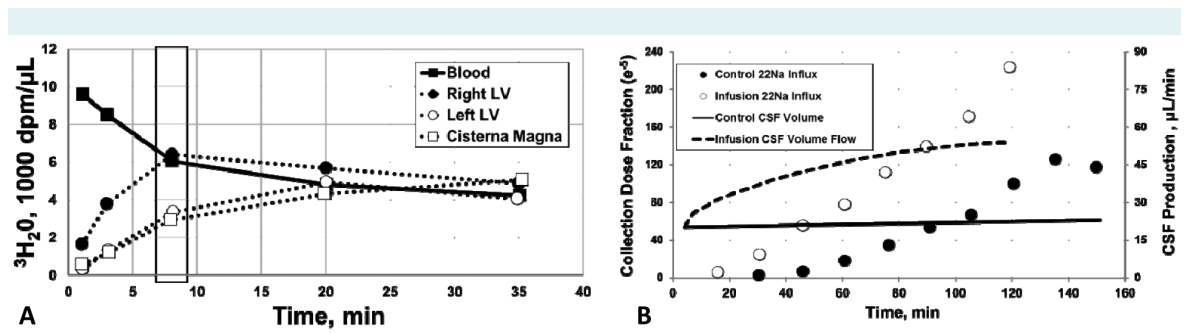 12
10
8
6
4
2
0
³H₂0, 1000 dpm/µL
0 5 10 15 20 25 30 35 40
Time, min
Blood
Right LV
Left LV
Cisterna Magna
A
240
200
160
120
80
40
0
Collection Dose Fraction (e⁻⁵)
0 20 40 60 80 100 120 140 160
Time, min
90
75
60
45
30
15
0
CSF Production , µL/min
Control 22Na Influx
Infusion 22Na Influx
Control CSF Volume
Infusion CSF Volume Flow
B